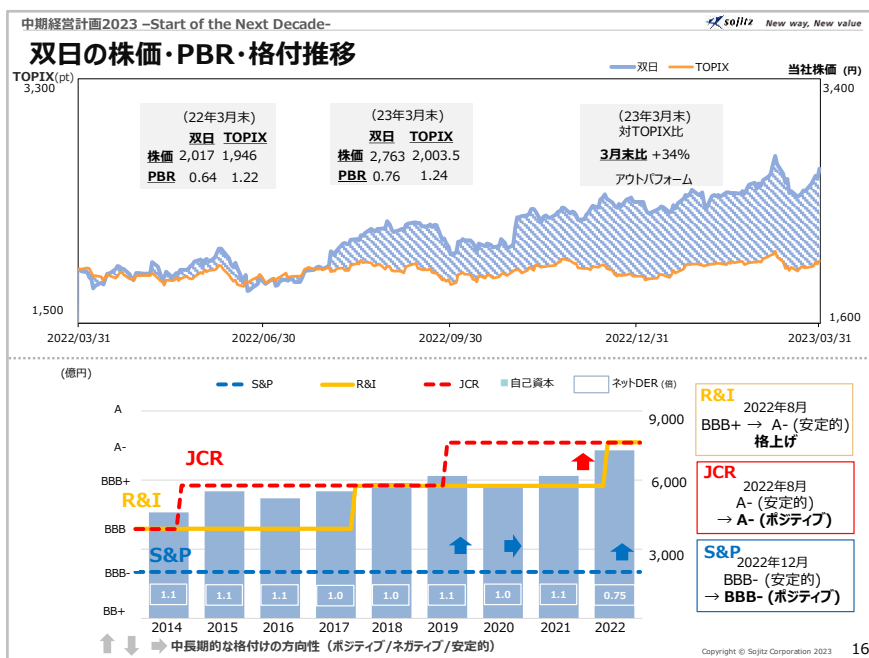 中期経営計画2023 –Start of the Next Decade-
sojitz New way, New value
双日の株価・PBR・格付推移
TOPIX(pt)
双日 TOPIX
当社株価 (円)
3,300
3,400
(22年3月末)
双日 TOPIX
株価 2,017 1,946
PBR 0.64 1.22
(23年3月末)
双日 TOPIX
株価 2,763 2,003.5
PBR 0.76 1.24
(23年3月末)
対TOPIX比
3月末比 +34%
アウトパフォーム
1,500
1,600
2022/03/31 2022/06/30 2022/09/30 2022/12/31 2023/03/31
(億円)
S&P R&I JCR 自己資本 ネットDER (倍)
A
A-
BBB+
BBB
BBB-
BB+
9,000
6,000
3,000
JCR
R&I
S&P
1.1 1.1 1.1 1.0 1.0 1.1 1.0 1.1 0.75
2014 2015 2016 2017 2018 2019 2020 2021 2022
中長期的な格付けの方向性（ポジティブ/ネガティブ/安定的）
R&I
2022年8月
BBB+ → A- (安定的)
格上げ
JCR
2022年8月
A- (安定的)
→ A- (ポジティブ)
S&P
2022年12月
BBB- (安定的)
→ BBB- (ポジティブ)
Copyright © Sojitz Corporation 2023 16